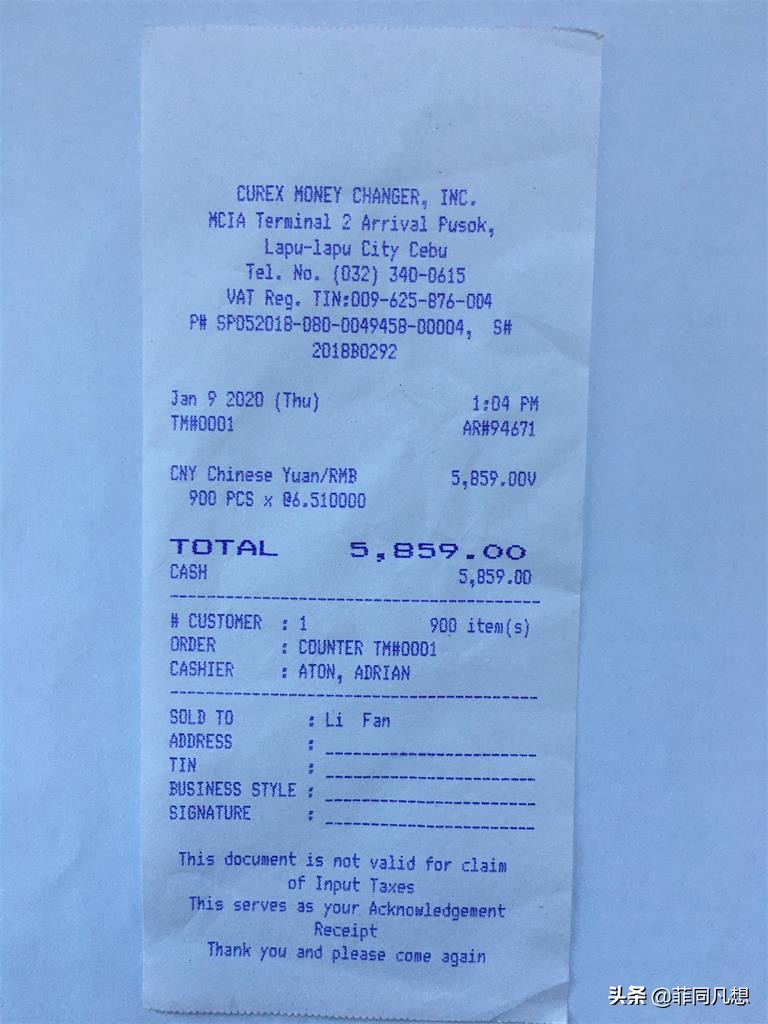 CUREX MONEY CHANGER, INC.
MCIA Terminal 2 Arrival Pusok,
Lapu-lapu City Cebu
Tel. No. (032) 340-0615
VAT Reg. TIN:009-625-876-004
P# SP052018-080-0049458-00004, S#
2018B0292
Jan 9 2020 (Thu) 1:04 PM
TM#0001 AR#94671
CNY Chinese Yuan/RMB 5,859.00V
900 PCS x @6.510000
TOTAL 5,859.00
CASH 5,859.00
# CUSTOMER : 1 900 item(s)
ORDER : COUNTER TM#0001
CASHIER : ATON, ADRIAN
SOLD TO : Li Fan
ADDRESS :
TIN :
BUSINESS STYLE :
SIGNATURE :
This document is not valid for claim
of Input Taxes
This serves as your Acknowledgement
Receipt
Thank you and please come again
头条 @菲同凡想